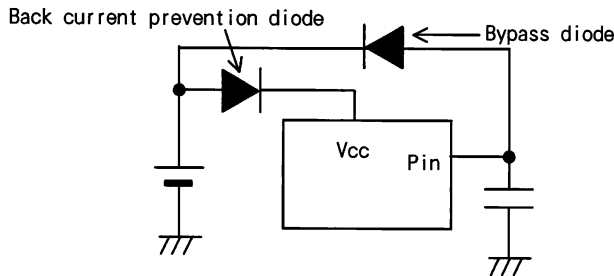 Back current prevention diode
Bypass diode
Vcc
Pin